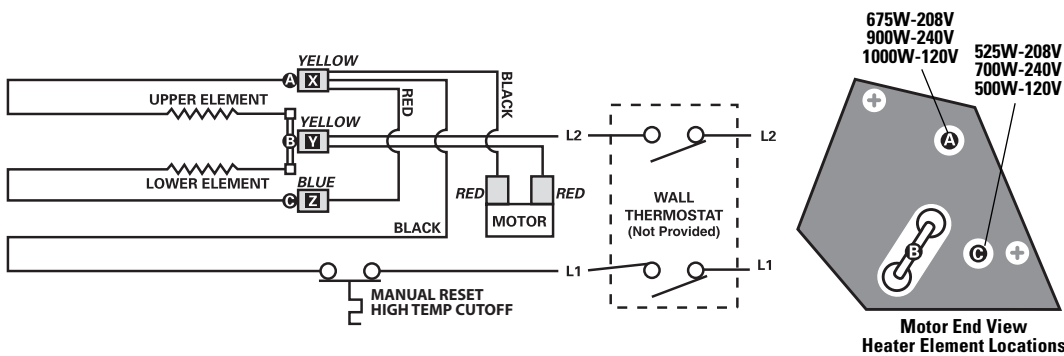 YELLOW
A X
UPPER ELEMENT
BLACK
RED
YELLOW
B Y
LOWER ELEMENT
BLUE
C Z
RED
RED
MOTOR
BLACK
L2
L2
WALL
THERMOSTAT
(Not Provided)
L1
L1
MANUAL RESET
HIGH TEMP CUTOFF
675W-208V
900W-240V
1000W-120V
525W-208V
700W-240V
500W-120V
A
B
C
Motor End View
Heater Element Locations